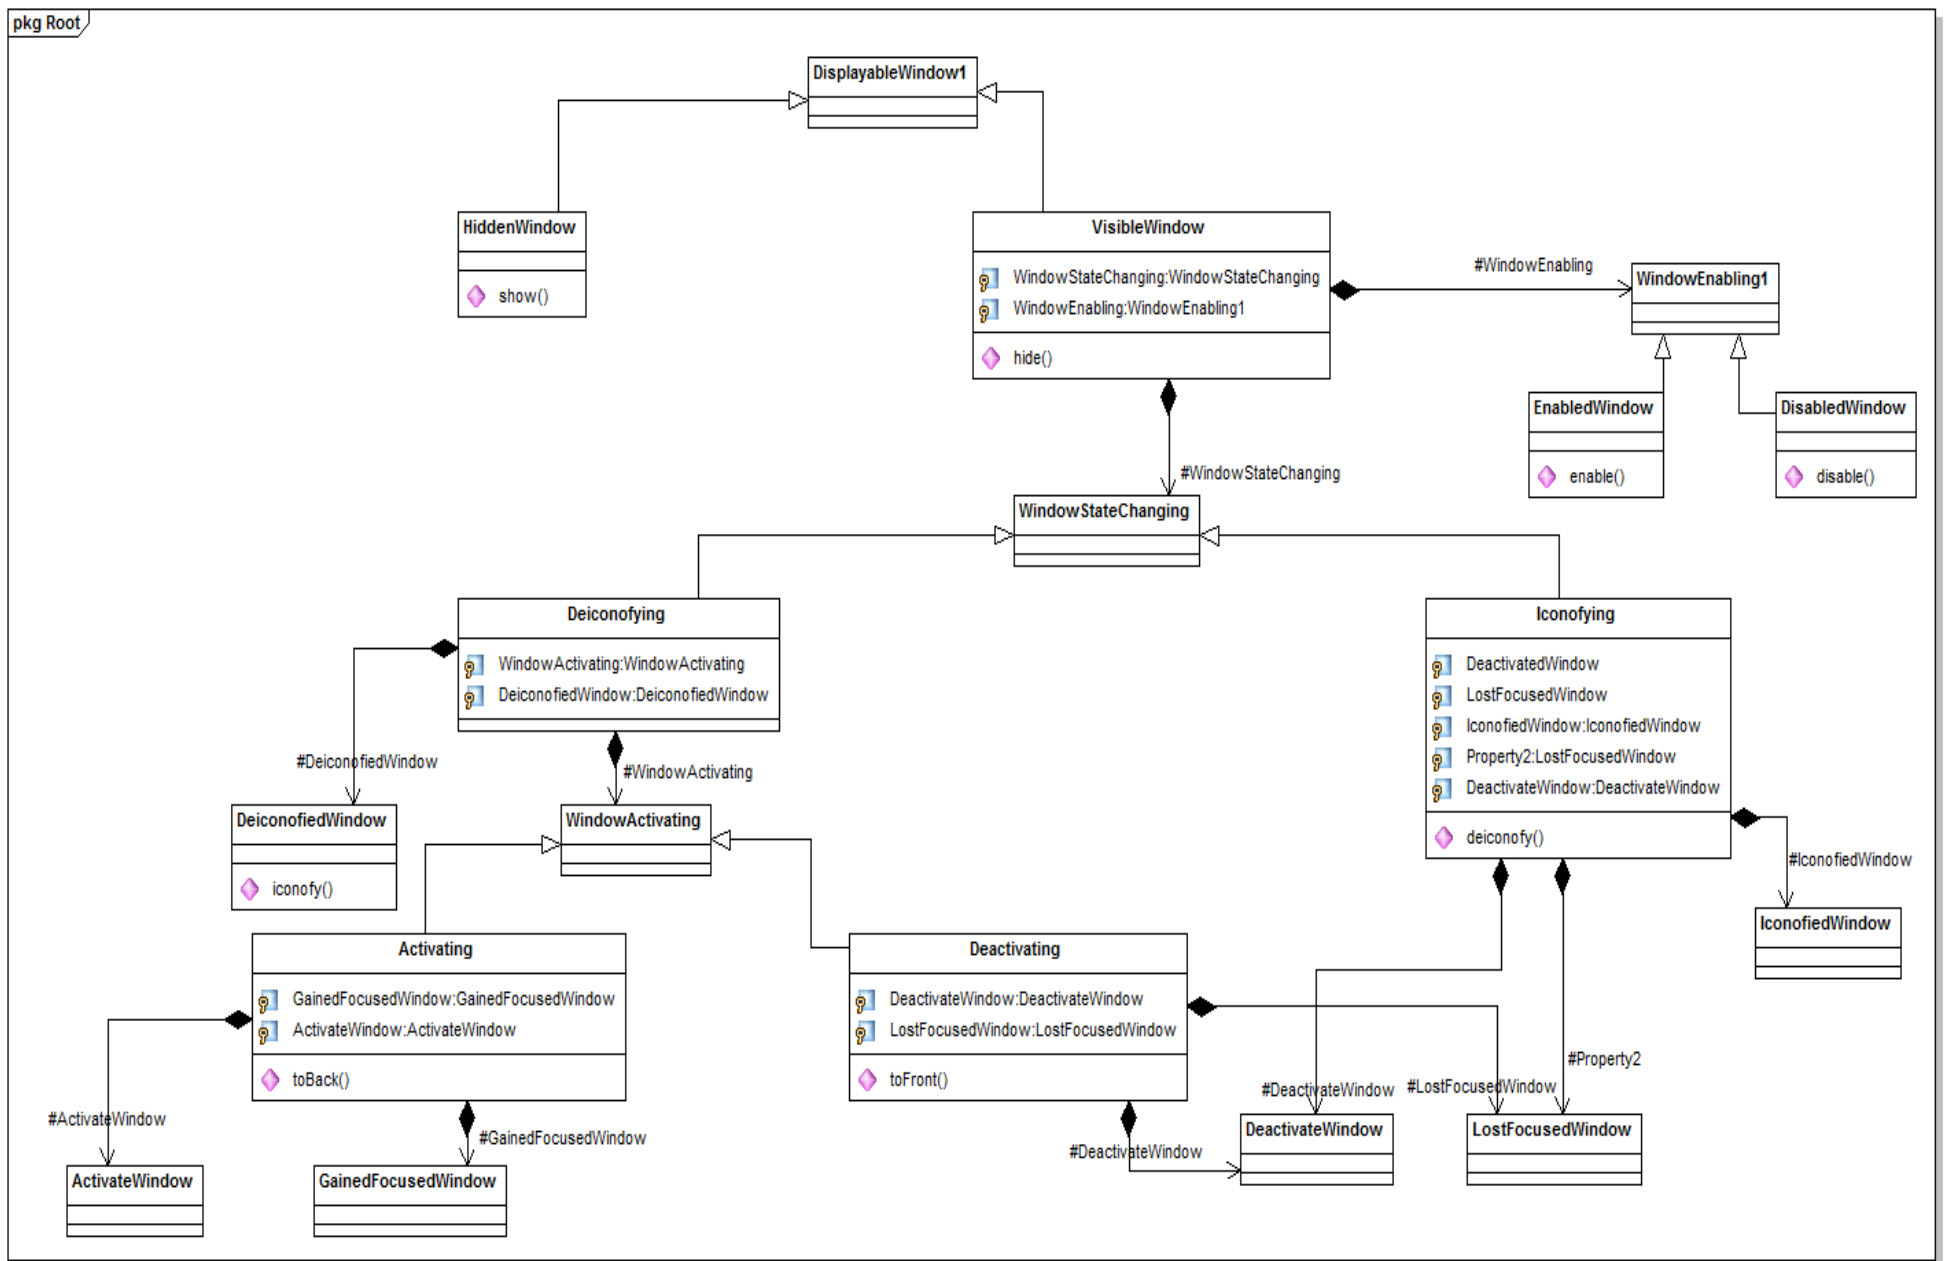 pkg Root
DisplayableWindow1
HiddenWindow
show()
VisibleWindow
WindowStateChanging:WindowStateChanging
WindowEnabling:WindowEnabling1
hide()
#WindowEnabling
WindowEnabling1
EnabledWindow
enable()
DisabledWindow
disable()
#WindowStateChanging
WindowStateChanging
Deiconofying
WindowActivating:WindowActivating
DeiconofiedWindow:DeiconofiedWindow
Iconofying
DeactivatedWindow
LostFocusedWindow
IconofiedWindow:IconofiedWindow
Property2:LostFocusedWindow
DeactivateWindow:DeactivateWindow
deiconofy()
#DeiconofiedWindow
#WindowActivating
DeiconofiedWindow
iconofy()
WindowActivating
#IconofiedWindow
IconofiedWindow
Activating
GainedFocusedWindow:GainedFocusedWindow
ActivateWindow:ActivateWindow
toBack()
Deactivating
DeactivateWindow:DeactivateWindow
LostFocusedWindow:LostFocusedWindow
toFront()
#Property2
#DeactivateWindow
#LostFocusedWindow
#ActivateWindow
#GainedFocusedWindow
#DeactivateWindow
DeactivateWindow
LostFocusedWindow
ActivateWindow
GainedFocusedWindow